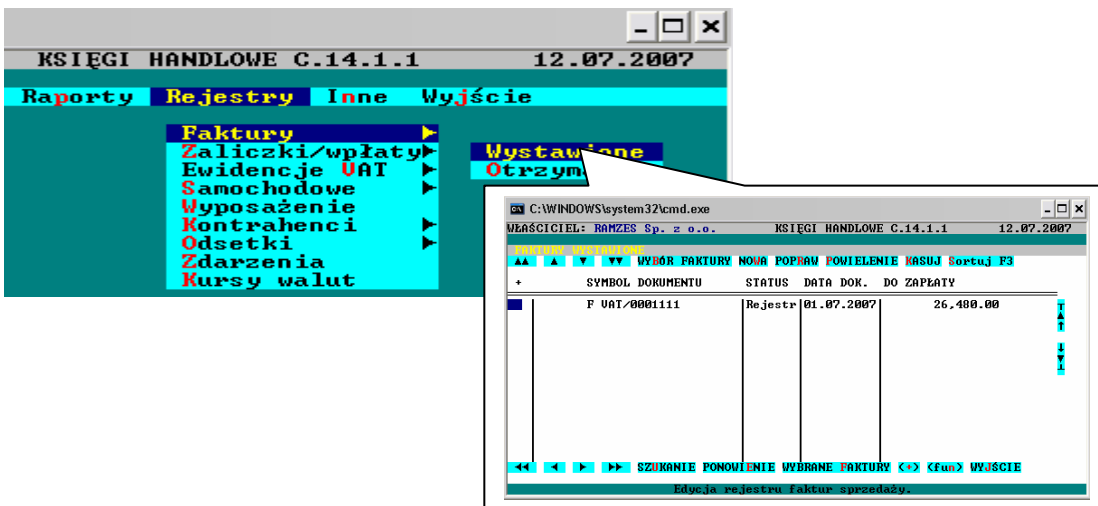 KSIĘGI HANDLOWE C.14.1.1 12.07.2007
Raporty Rejestry Inne Wyjście
Faktury
Zaliczki/wpłaty
Ewidencje VAT
Samochodowe
Wyposażenie
Kontrahenci
Odsetki
Zdarzenia
Kursy walut
Wystawione
C:\WINDOWS\system32\cmd.exe
WŁAŚCICIEL: RAMZES Sp. z o.o. KSIĘGI HANDLOWE C.14.1.1 12.07.2007
FAKTURY WYSTAWIONE
WYBÓR FAKTURY NOWA POPRAW POWIELENIE KASUJ Sortuj F3
+ SYMBOL DOKUMENTU STATUS DATA DOK. DO ZAPŁATY
F VAT/0001111 Rejestr 01.07.2007 26,480.00
SZUKANIE PONOWIENIE WYBRANE FAKTURY <+> <fun> WYJŚCIE
Edycja rejestru faktur sprzedaży.